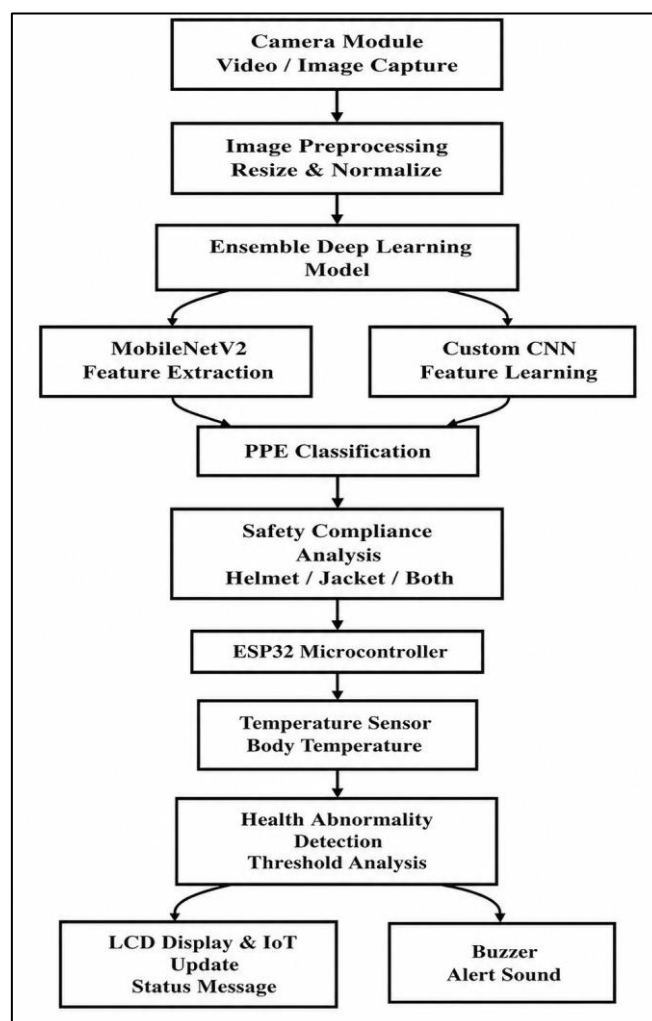 Camera Module
Video / Image Capture
Image Preprocessing
Resize & Normalize
Ensemble Deep Learning
Model
MobileNetV2
Feature Extraction
Custom CNN
Feature Learning
PPE Classification
Safety Compliance
Analysis
Helmet / Jacket / Both
ESP32 Microcontroller
Temperature Sensor
Body Temperature
Health Abnormality
Detection
Threshold Analysis
LCD Display & IoT
Update
Status Message
Buzzer
Alert Sound